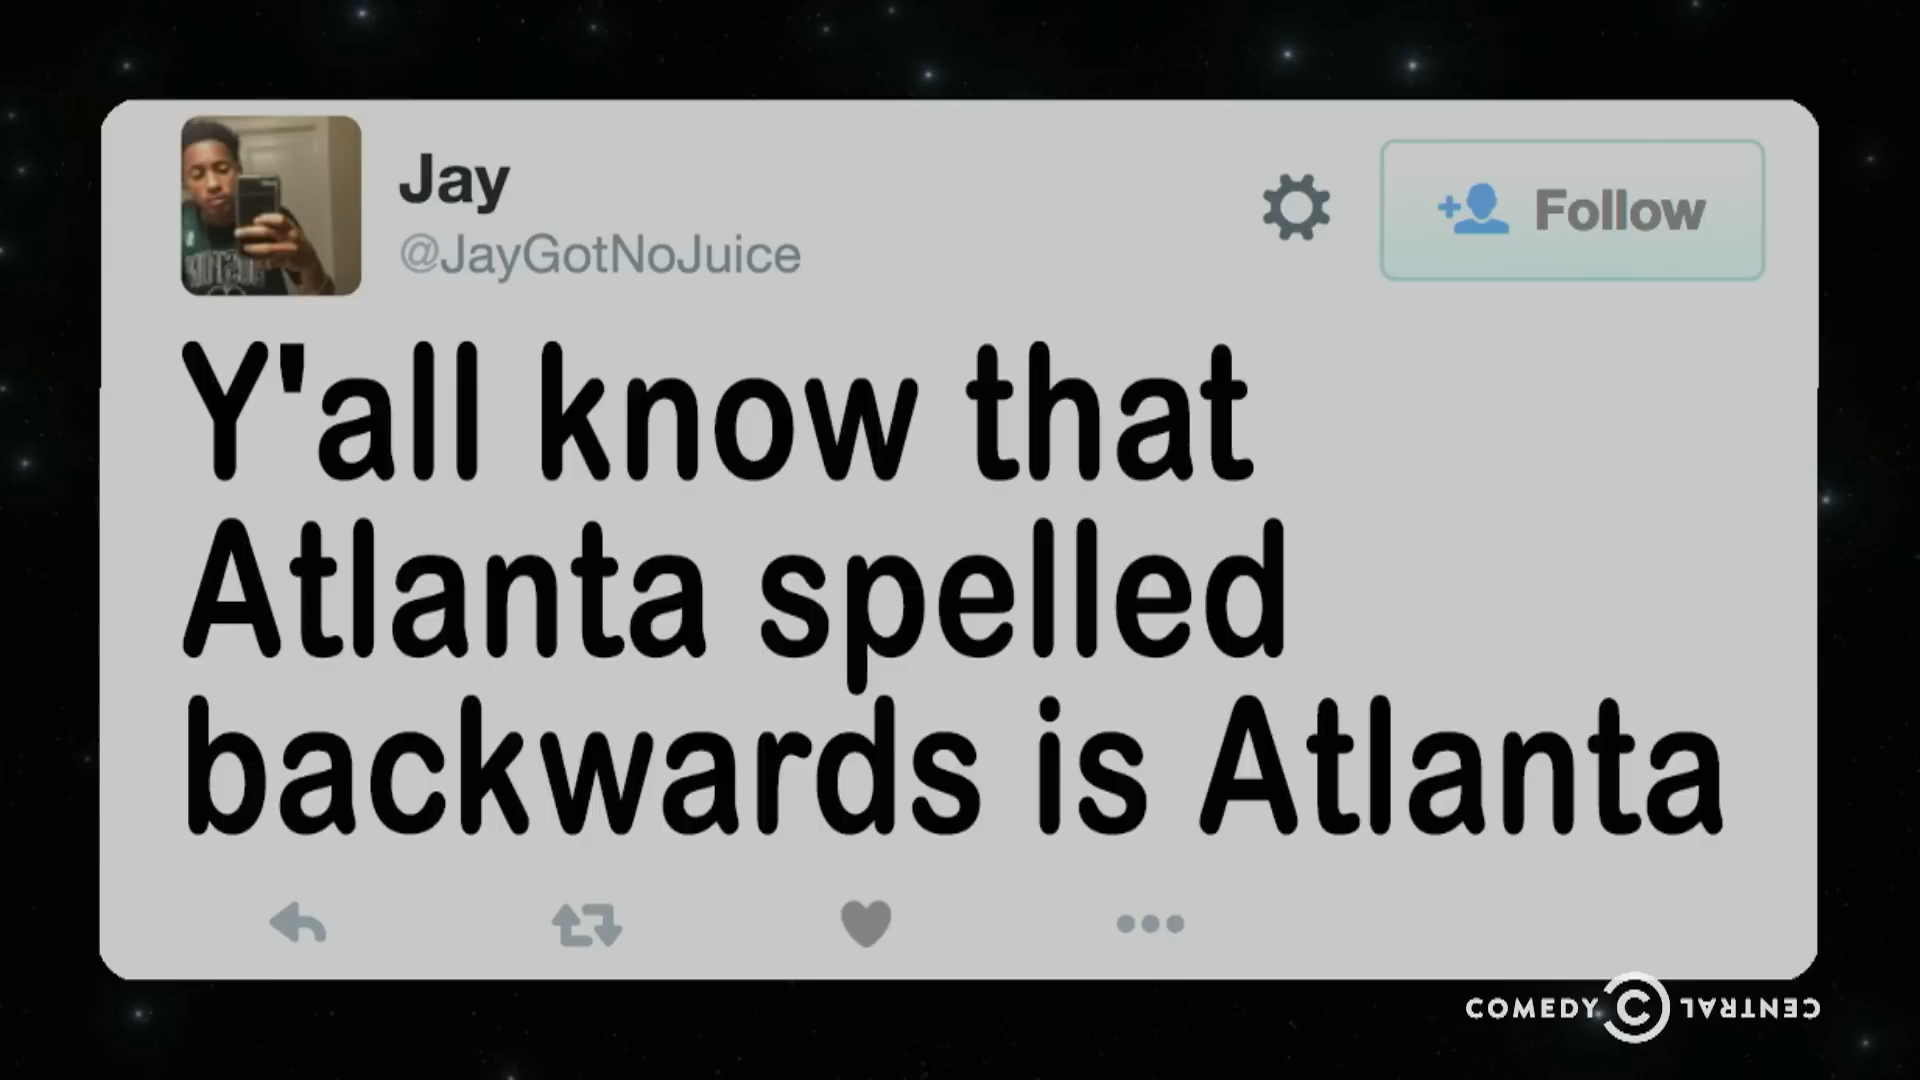 Jay
@JayGotNoJuice
Follow
Y'all know that
Atlanta spelled
backwards is Atlanta
COMEDY CENTRAL